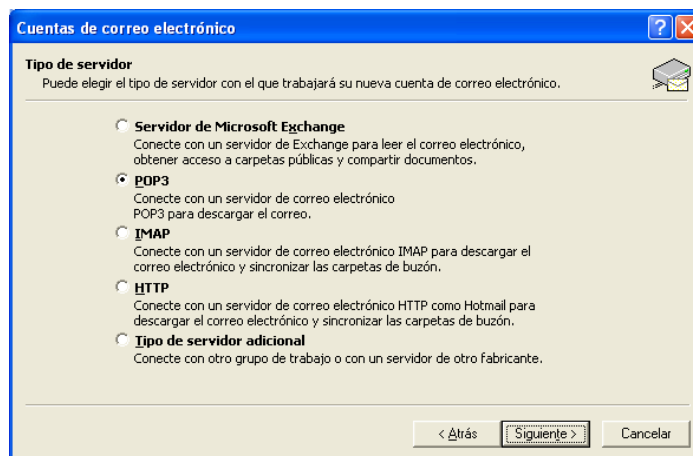 Cuentas de correo electrónico
Tipo de servidor
Puede elegir el tipo de servidor con el que trabajará su nueva cuenta de correo electrónico.
Servidor de Microsoft Exchange
Conecte con un servidor de Exchange para leer el correo electrónico,
obtener acceso a carpetas públicas y compartir documentos.
POP3
Conecte con un servidor de correo electrónico
POP3 para descargar el correo.
IMAP
Conecte con un servidor de correo electrónico IMAP para descargar el
correo electrónico y sincronizar las carpetas de buzón.
HTTP
Conecte con un servidor de correo electrónico HTTP como Hotmail para
descargar el correo electrónico y sincronizar las carpetas de buzón.
Tipo de servidor adicional
Conecte con otro grupo de trabajo o con un servidor de otro fabricante.
< Atrás Siguiente > Cancelar